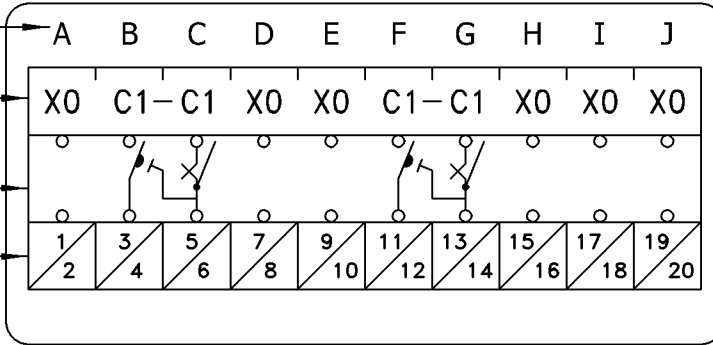 A B C D E F G H I J
X0 C1-C1 X0 X0 C1-C1 X0 X0 X0
1 3 5 7 9 11 13 15 17 19
2 4 6 8 10 12 14 16 18 20